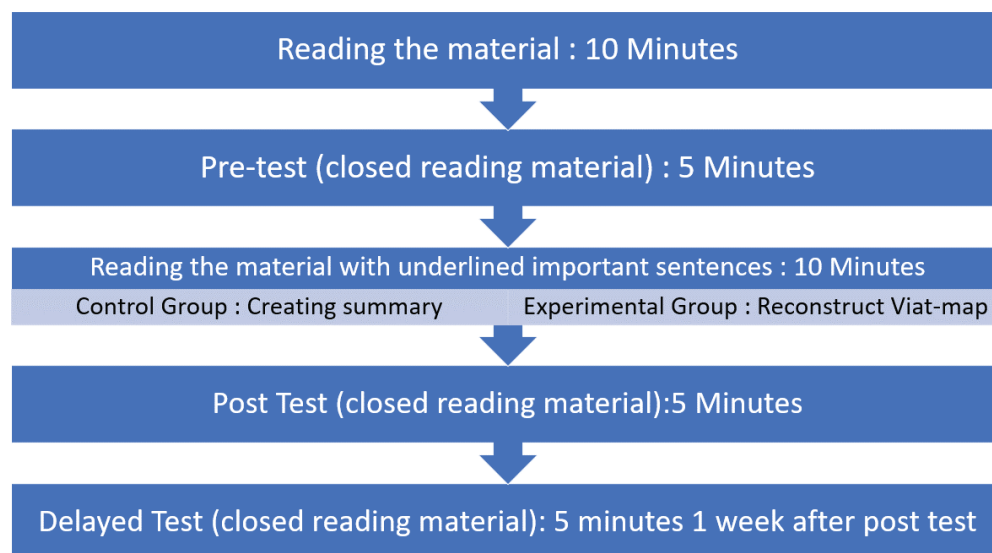 Reading the material : 10 Minutes
Pre-test (closed reading material) : 5 Minutes
Reading the material with underlined important sentences : 10 Minutes
Control Group : Creating summary
Experimental Group : Reconstruct Viat-map
Post Test (closed reading material):5 Minutes
Delayed Test (closed reading material): 5 minutes 1 week after post test